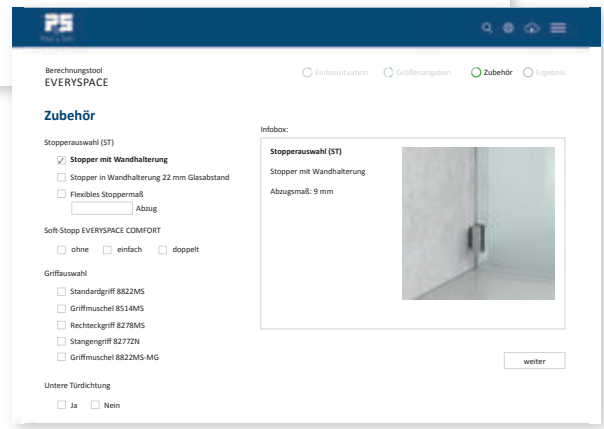 PS
Berechnungstool
EVERYSPACE
Einbausituation
Größenangaben
Zubehör
Ergebnis
Zubehör
Stopperauswahl (ST)
Stopper mit Wandhalterung
Stopper in Wandhalterung 22 mm Glasabstand
Flexibles Stoppermaß
Abzug
Soft-Stopp EVERYSPACE COMFORT
ohne
einfach
doppelt
Griffauswahl
Standardgriff 8822MS
Griffmuschel 8514MS
Rechteckgriff 8278MS
Stangengriff 8277ZN
Griffmuschel 8822MS-MG
Untere Türdichtung
Ja
Nein
Infobox:
Stopperauswahl (ST)
Stopper mit Wandhalterung
Abzugsmaß: 9 mm
weiter